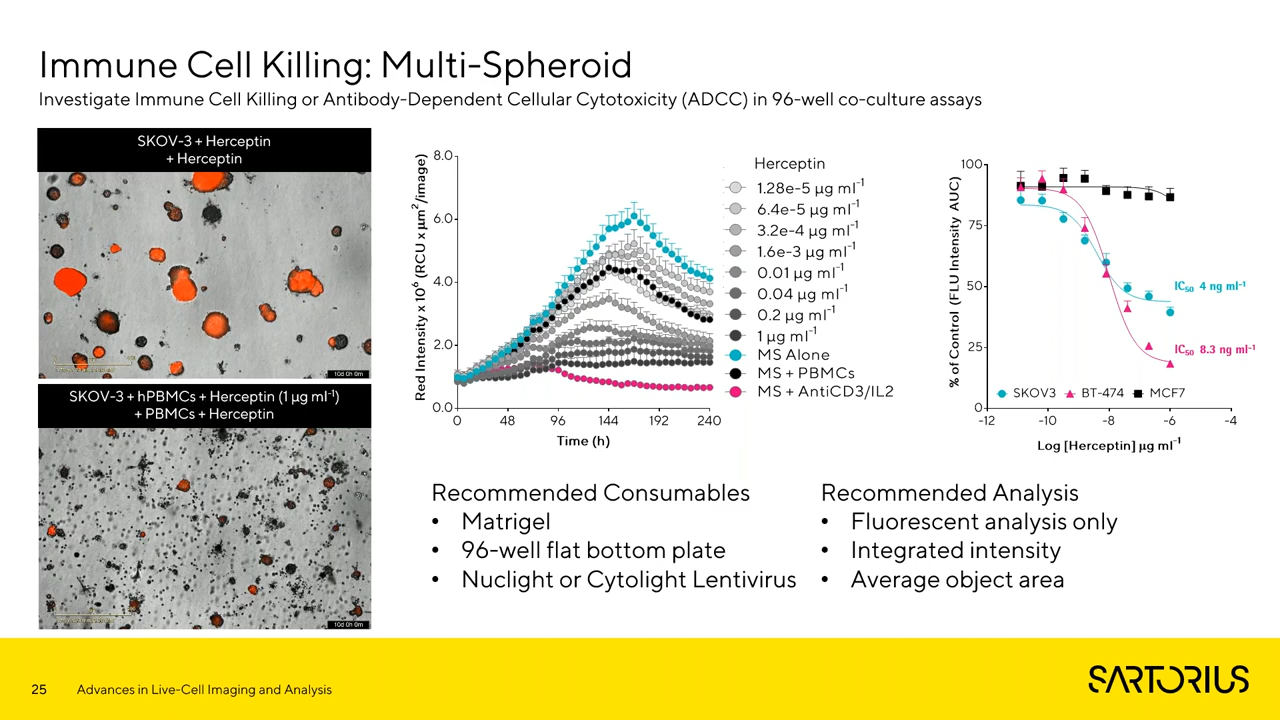 Immune Cell Killing: Multi-Spheroid
Investigate Immune Cell Killing or Antibody-Dependent Cellular Cytotoxicity (ADCC) in 96-well co-culture assays
SKOV-3 + Herceptin
+ Herceptin
10d 0h 0m
SKOV-3 + hPBMCs + Herceptin (1 µg ml⁻¹)
+ PBMCs + Herceptin
10d 0h 0m
Red Intensity x 10⁶ (RCU x µm²/image)
8.0
6.0
4.0
2.0
0.0
0 48 96 144 192 240
Time (h)
Herceptin
1.28e-5 µg ml⁻¹
6.4e-5 µg ml⁻¹
3.2e-4 µg ml⁻¹
1.6e-3 µg ml⁻¹
0.01 µg ml⁻¹
0.04 µg ml⁻¹
0.2 µg ml⁻¹
1 µg ml⁻¹
MS Alone
MS + PBMCs
MS + AntiCD3/IL2
% of Control (FLU Intensity AUC)
100
75
50
25
0
IC₅₀ 4 ng ml⁻¹
IC₅₀ 8.3 ng ml⁻¹
SKOV3 BT-474 MCF7
-12 -10 -8 -6 -4
Log [Herceptin] µg ml⁻¹
Recommended Consumables
• Matrigel
• 96-well flat bottom plate
• Nuclight or Cytolight Lentivirus
Recommended Analysis
• Fluorescent analysis only
• Integrated intensity
• Average object area
25 Advances in Live-Cell Imaging and Analysis
SARTORIUS